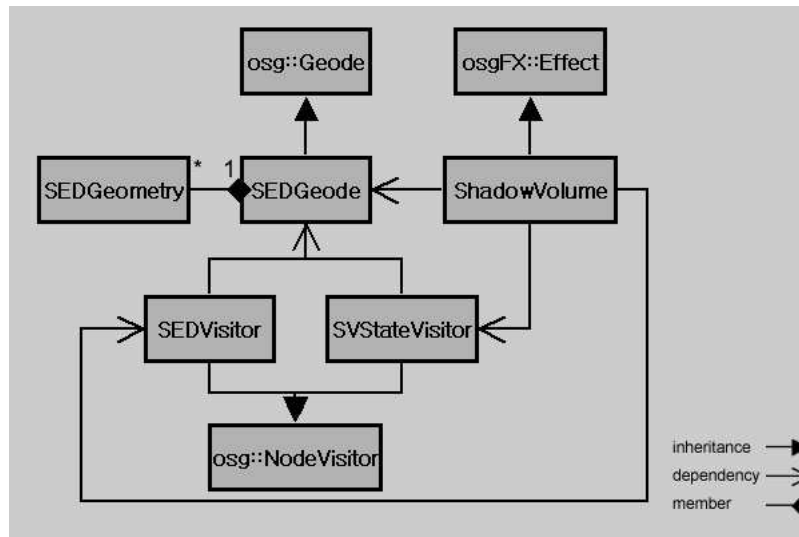 osg::Geode
osgFX::Effect
* 1
SEDGeometry
SEDGeode
ShadowVolume
SEDVisitor
SVStateVisitor
osg::NodeVisitor
inheritance
dependency
member